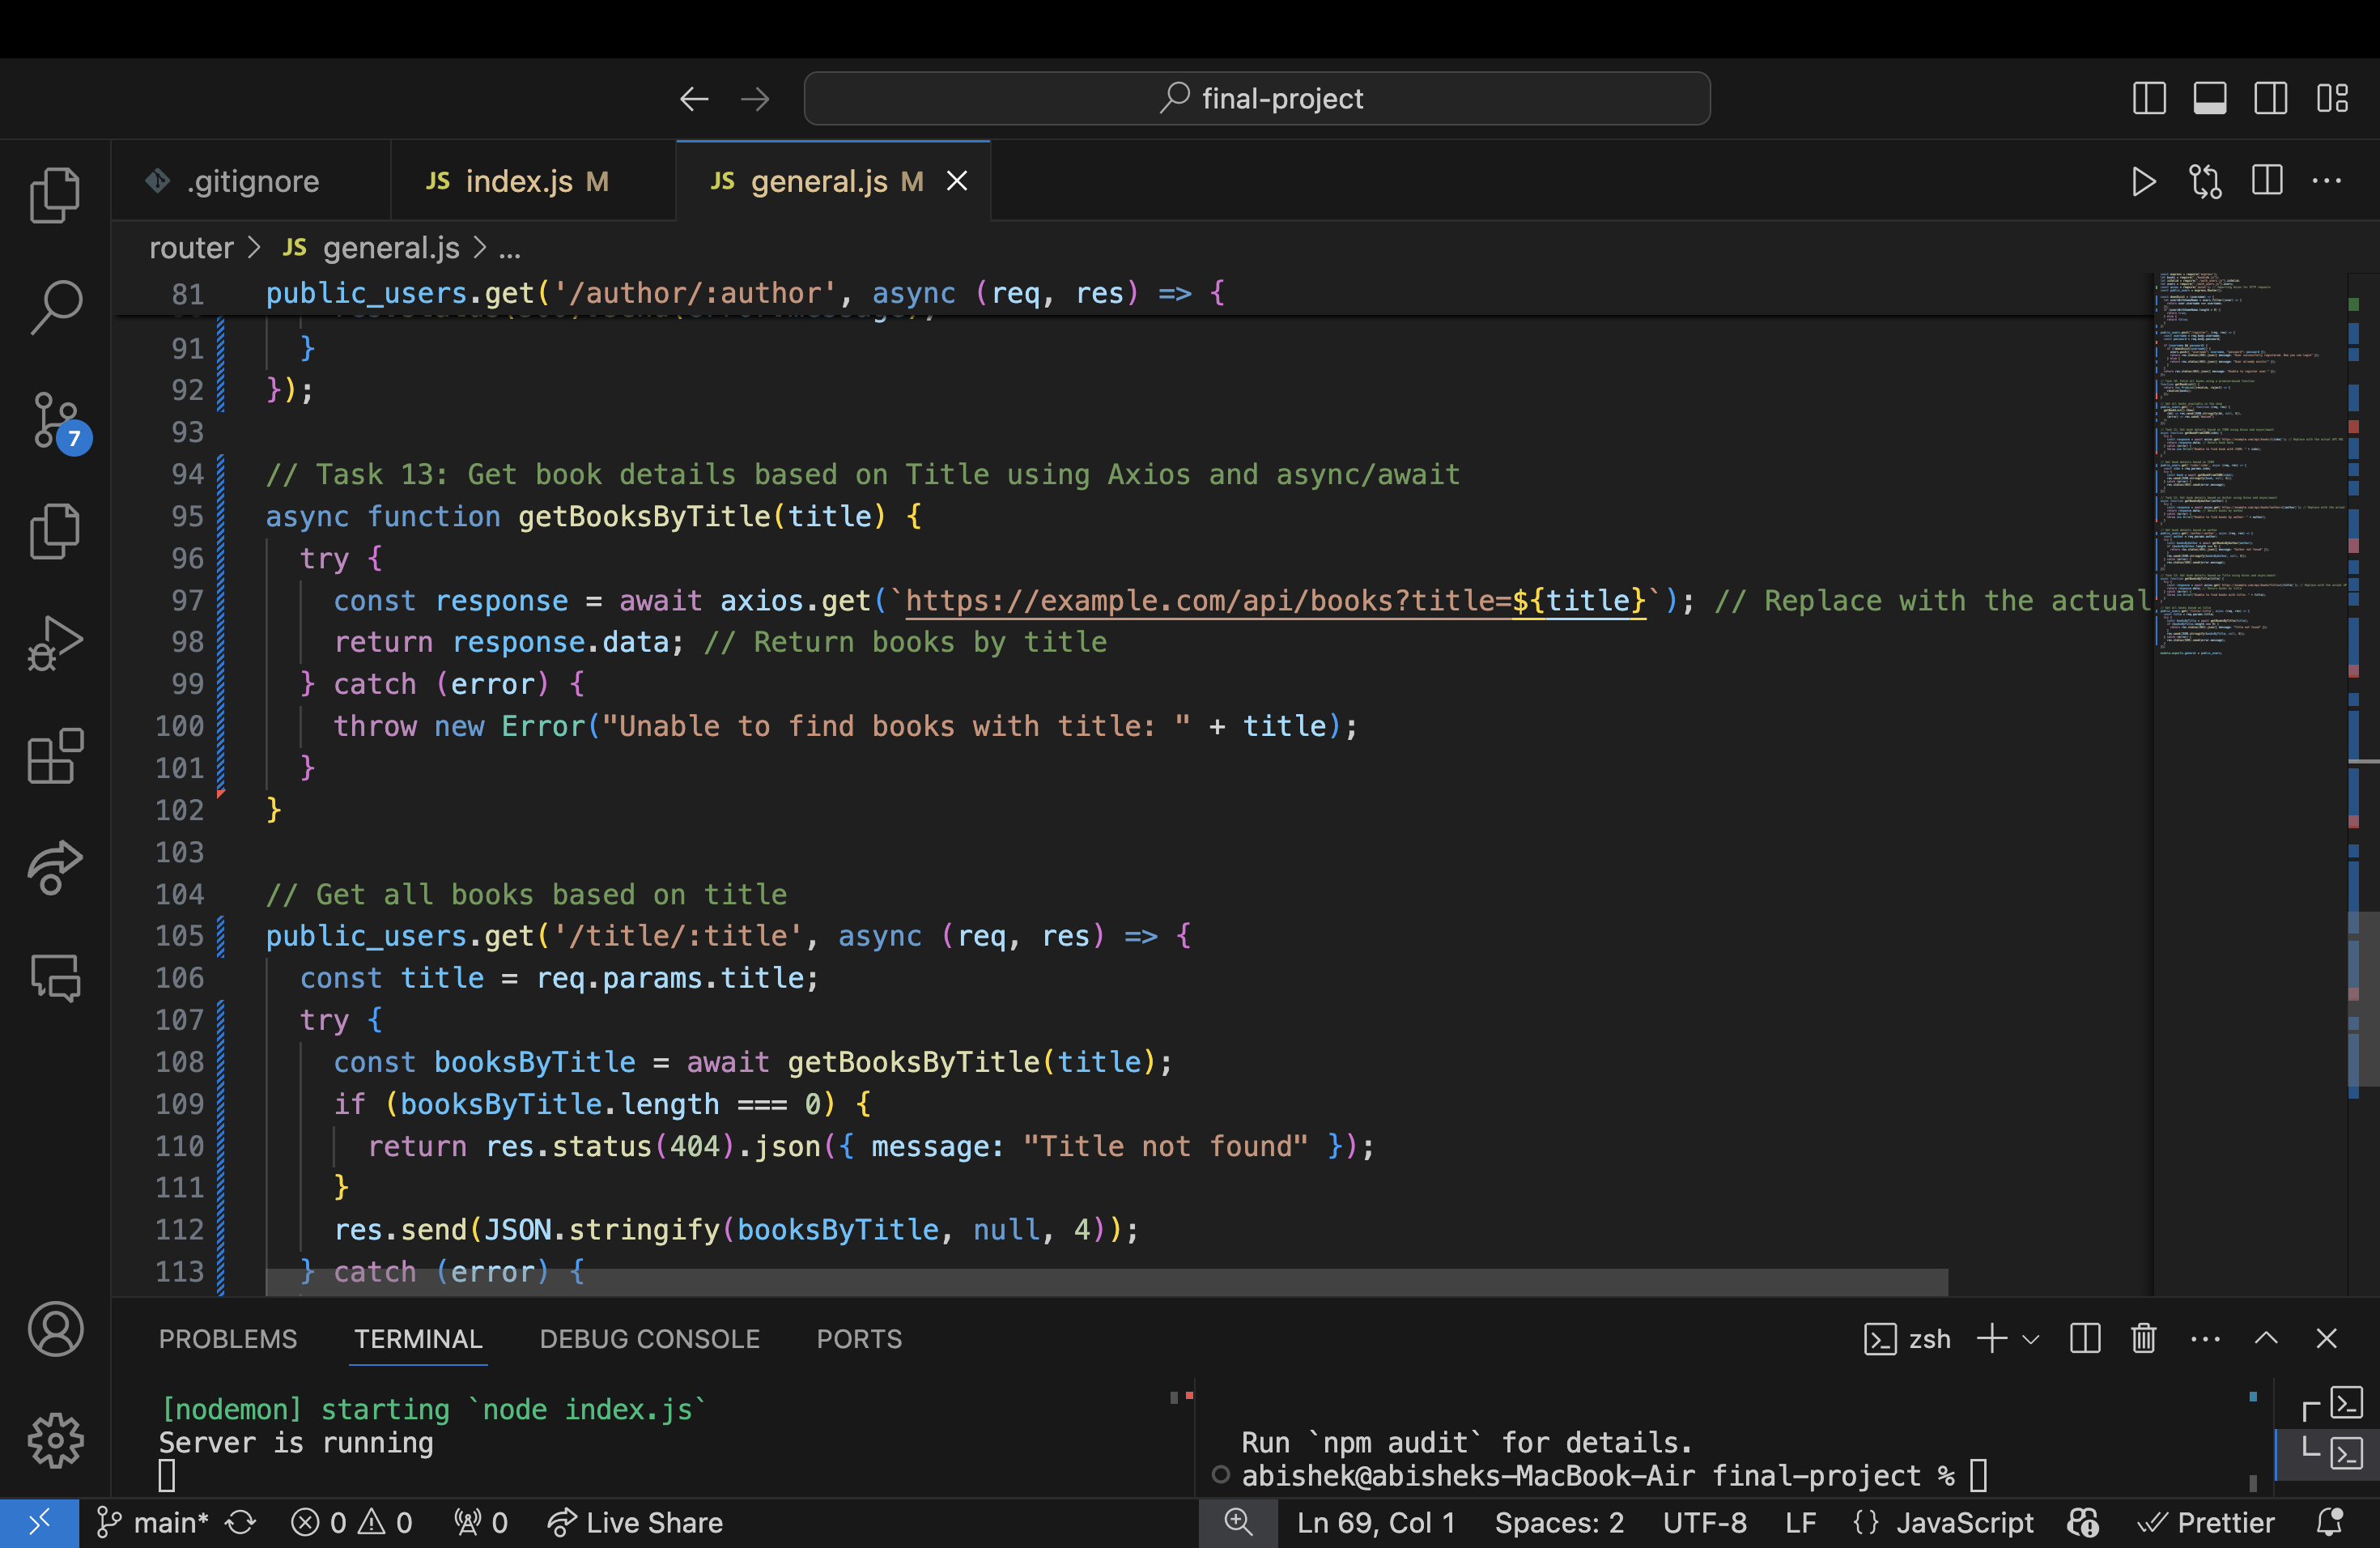 final-project
.gitignore
JS index.js M
JS general.js M
router > JS general.js > ...
81 public_users.get('/author/:author', async (req, res) => {
91 }
92 });
93
94 // Task 13: Get book details based on Title using Axios and async/await
95 async function getBooksByTitle(title) {
96 try {
97 const response = await axios.get(`https://example.com/api/books?title=${title}`); // Replace with the actual
98 return response.data; // Return books by title
99 } catch (error) {
100 throw new Error("Unable to find books with title: " + title);
101 }
102 }
103
104 // Get all books based on title
105 public_users.get('/title/:title', async (req, res) => {
106 const title = req.params.title;
107 try {
108 const booksByTitle = await getBooksByTitle(title);
109 if (booksByTitle.length === 0) {
110 return res.status(404).json({ message: "Title not found" });
111 }
112 res.send(JSON.stringify(booksByTitle, null, 4));
113 } catch (error) {
7
PROBLEMS TERMINAL DEBUG CONSOLE PORTS
zsh
[nodemon] starting `node index.js`
Server is running
Run `npm audit` for details.
abishek@abisheks-MacBook-Air final-project %
main* 0 0 0 Live Share
Ln 69, Col 1 Spaces: 2 UTF-8 LF {} JavaScript Prettier